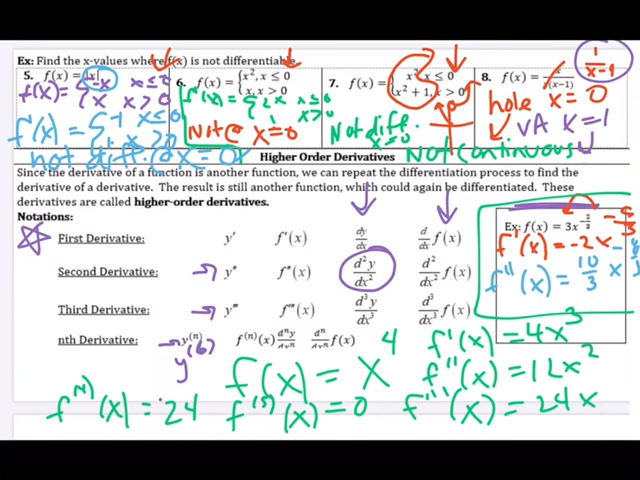 Ex: Find the x-values where f(x) is not differentiable.
5. f(x) = |x|
f(x) = { -x x ≤ 0
x x > 0
f'(x) = { -1 x ≤ 0
1 x > 0
not diff. @ x = 0
6. f(x) = { x², x ≤ 0
x, x > 0
f'(x) = { 2x x ≤ 0
1 x > 0
Not @ x = 0
7. f(x) = { x², x ≤ 0
x² + 1, x > 0
Not diff.
x = 0
8. f(x) = x
(x−1)
1
x−1
hole x = 0
VA x = 1
Not continuous
Higher Order Derivatives
Since the derivative of a function is another function, we can repeat the differentiation process to find the
derivative of a derivative. The result is still another function, which could again be differentiated. These
derivatives are called higher-order derivatives.
Notations:
First Derivative: y′ f′(x) dy/dx d/dx f(x)
Second Derivative: y″ f″(x) d²y/dx² d²/dx² f(x)
Third Derivative: y‴ f‴(x) d³y/dx³ d³/dx³ f(x)
nth Derivative: y⁽ⁿ⁾ f⁽ⁿ⁾(x) dⁿy/dxⁿ dⁿ/dxⁿ f(x)
y⁽⁶⁾
Ex: f(x) = 3x
f'(x) = -2x
f''(x) = 10/3 x
f(x) = x⁴
f'(x) = 4x³
f''(x) = 12x²
f'''(x) = 24x
f⁽⁴⁾(x) = 24
f⁽⁵⁾(x) = 0